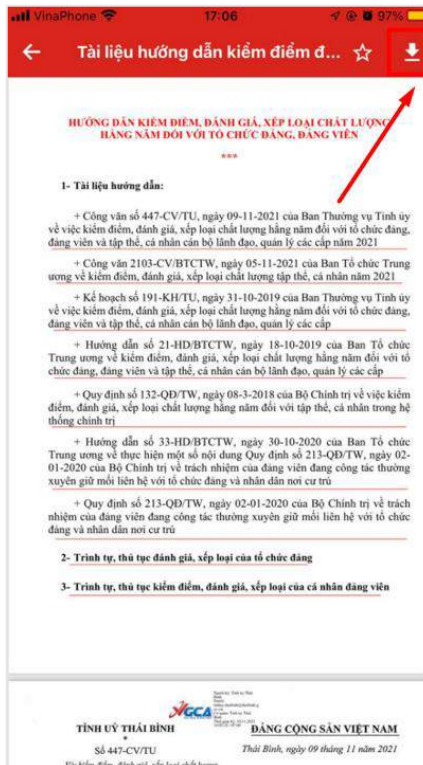 VinaPhone 17:06 97%
Tài liệu hướng dẫn kiểm điểm đ...
HƯỚNG DẪN KIỂM ĐIỂM, ĐÁNH GIÁ, XẾP LOẠI CHẤT LƯỢNG
HÀNG NĂM ĐỐI VỚI TỔ CHỨC ĐẢNG, ĐẢNG VIÊN
***
1- Tài liệu hướng dẫn:
+ Công văn số 447-CV/TU, ngày 09-11-2021 của Ban Thường vụ Tỉnh ủy
về việc kiểm điểm, đánh giá, xếp loại chất lượng hằng năm đối với tổ chức đảng,
đảng viên và tập thể, cá nhân cán bộ lãnh đạo, quản lý các cấp năm 2021
+ Công văn 2103-CV/BTCTW, ngày 05-11-2021 của Ban Tổ chức Trung
ương về kiểm điểm, đánh giá, xếp loại chất lượng tập thể, cá nhân năm 2021
+ Kế hoạch số 191-KH/TU, ngày 31-10-2019 của Ban Thường vụ Tỉnh ủy
về việc kiểm điểm, đánh giá, xếp loại chất lượng hằng năm đối với tổ chức đảng,
đảng viên và tập thể, cá nhân cán bộ lãnh đạo, quản lý các cấp
+ Hướng dẫn số 21-HD/BTCTW, ngày 18-10-2019 của Ban Tổ chức
Trung ương về kiểm điểm, đánh giá, xếp loại chất lượng hằng năm đối với tổ
chức đảng, đảng viên và tập thể, cá nhân cán bộ lãnh đạo, quản lý các cấp
+ Quy định số 132-QĐ/TW, ngày 08-3-2018 của Bộ Chính trị về việc kiểm
điểm, đánh giá, xếp loại chất lượng hằng năm đối với tập thể, cá nhân trong hệ
thống chính trị
+ Hướng dẫn số 33-HD/BTCTW, ngày 30-10-2020 của Ban Tổ chức
Trung ương về thực hiện một số nội dung Quy định số 213-QĐ/TW, ngày 02-
01-2020 của Bộ Chính trị về trách nhiệm của đảng viên đang công tác thường
xuyên giữ mối liên hệ với tổ chức đảng và nhân dân nơi cư trú
+ Quy định số 213-QĐ/TW, ngày 02-01-2020 của Bộ Chính trị về trách
nhiệm của đảng viên đang công tác thường xuyên giữ mối liên hệ với tổ chức
đảng và nhân dân nơi cư trú
2- Trình tự, thủ tục đánh giá, xếp loại của tổ chức đảng
3- Trình tự, thủ tục kiểm điểm, đánh giá, xếp loại của cá nhân đảng viên
VGCA
TỈNH UỶ THÁI BÌNH
ĐẢNG CỘNG SẢN VIỆT NAM
*
Số 447-CV/TU
Thái Bình, ngày 09 tháng 11 năm 2021